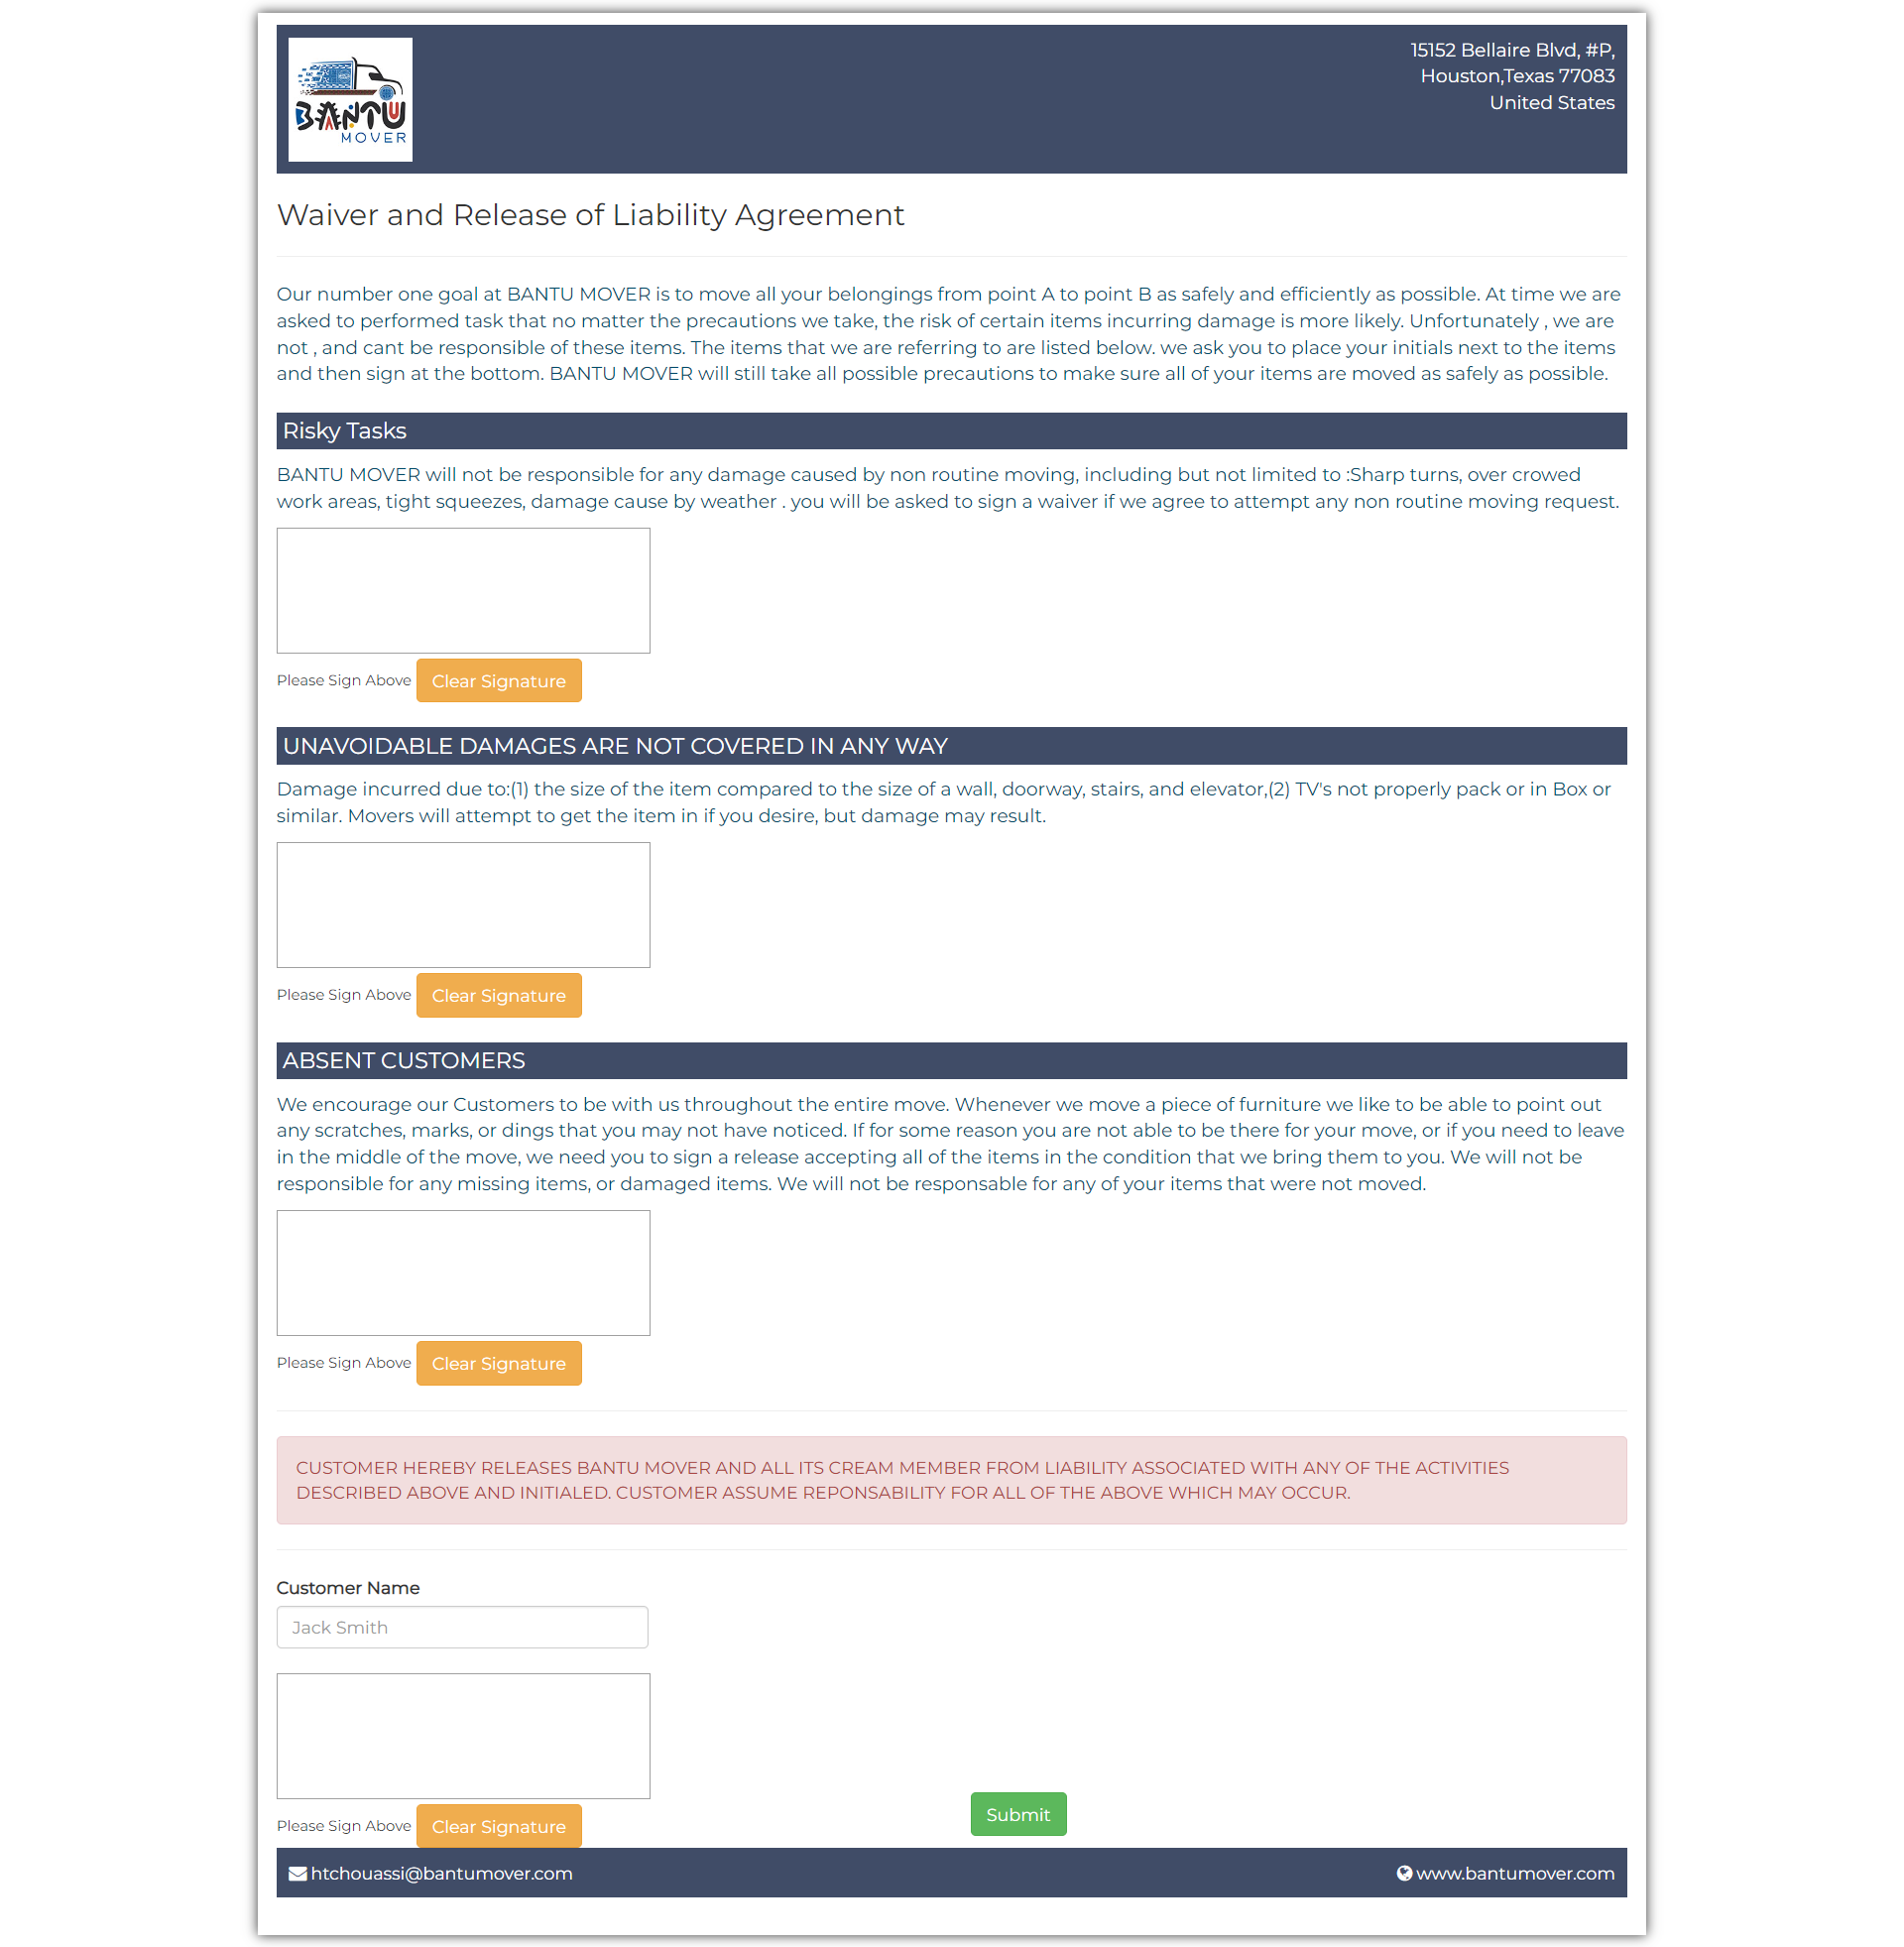 BANTU
MOVER
15152 Bellaire Blvd, #P,
Houston,Texas 77083
United States
Waiver and Release of Liability Agreement
Our number one goal at BANTU MOVER is to move all your belongings from point A to point B as safely and efficiently as possible. At time we are
asked to performed task that no matter the precautions we take, the risk of certain items incurring damage is more likely. Unfortunately , we are
not , and cant be responsible of these items. The items that we are referring to are listed below. we ask you to place your initials next to the items
and then sign at the bottom. BANTU MOVER will still take all possible precautions to make sure all of your items are moved as safely as possible.
Risky Tasks
BANTU MOVER will not be responsible for any damage caused by non routine moving, including but not limited to :Sharp turns, over crowed
work areas, tight squeezes, damage cause by weather . you will be asked to sign a waiver if we agree to attempt any non routine moving request.
Please Sign Above Clear Signature
UNAVOIDABLE DAMAGES ARE NOT COVERED IN ANY WAY
Damage incurred due to:(1) the size of the item compared to the size of a wall, doorway, stairs, and elevator,(2) TV's not properly pack or in Box or
similar. Movers will attempt to get the item in if you desire, but damage may result.
Please Sign Above Clear Signature
ABSENT CUSTOMERS
We encourage our Customers to be with us throughout the entire move. Whenever we move a piece of furniture we like to be able to point out
any scratches, marks, or dings that you may not have noticed. If for some reason you are not able to be there for your move, or if you need to leave
in the middle of the move, we need you to sign a release accepting all of the items in the condition that we bring them to you. We will not be
responsible for any missing items, or damaged items. We will not be responsable for any of your items that were not moved.
Please Sign Above Clear Signature
CUSTOMER HEREBY RELEASES BANTU MOVER AND ALL ITS CREAM MEMBER FROM LIABILITY ASSOCIATED WITH ANY OF THE ACTIVITIES
DESCRIBED ABOVE AND INITIALED. CUSTOMER ASSUME REPONSABILITY FOR ALL OF THE ABOVE WHICH MAY OCCUR.
Customer Name
Jack Smith
Please Sign Above Clear Signature
Submit
htchouassi@bantumover.com
www.bantumover.com